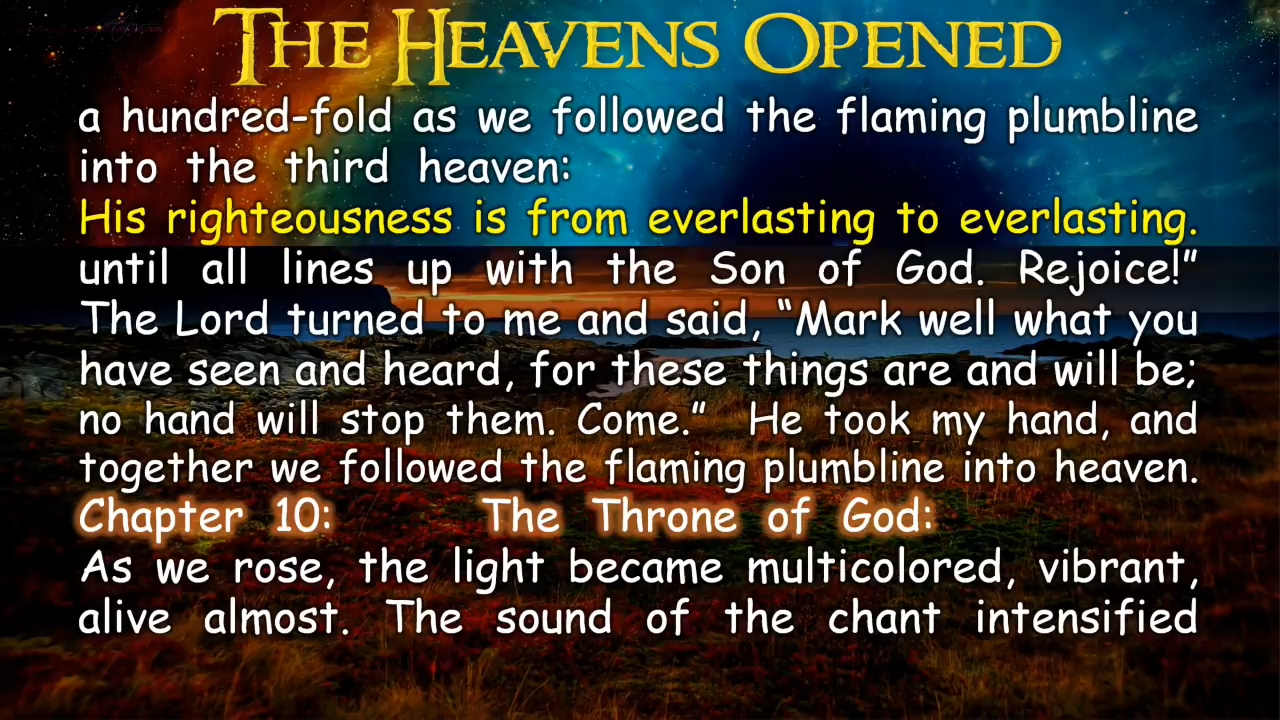 THE HEAVENS OPENED
a hundred-fold as we followed the flaming plumbline
into the third heaven:
His righteousness is from everlasting to everlasting.
until all lines up with the Son of God. Rejoice!”
The Lord turned to me and said, “Mark well what you
have seen and heard, for these things are and will be;
no hand will stop them. Come.” He took my hand, and
together we followed the flaming plumbline into heaven.
Chapter 10: The Throne of God:
As we rose, the light became multicolored, vibrant,
alive almost. The sound of the chant intensified